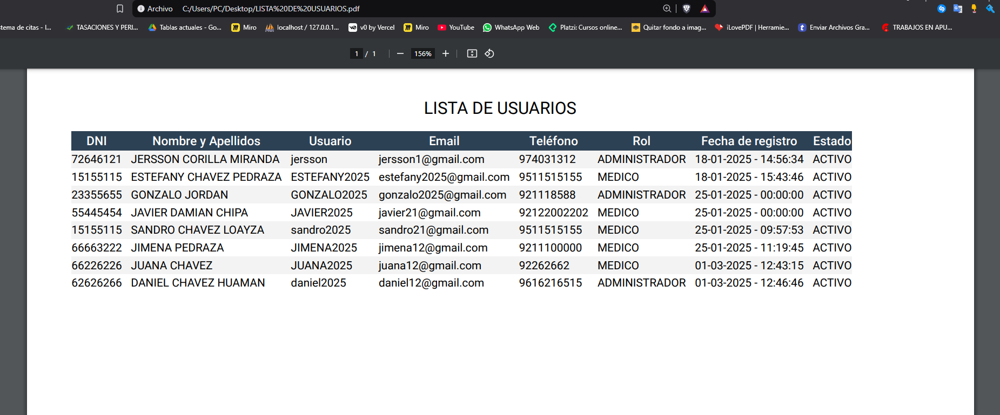 Archivo C:/Users/PC/Desktop/LISTA%20DE%20USUARIOS.pdf
stema de citas - l... TASACIONES Y PERI... Tablas actuales - Go... Miro localhost / 127.0.0.1... v0 by Vercel Miro YouTube WhatsApp Web Platzi: Cursos online... Quitar fondo a imag... iLovePDF | Herramie... Enviar Archivos Gra... TRABAJOS EN APU...
1 / 1 156%
LISTA DE USUARIOS
DNI Nombre y Apellidos Usuario Email Teléfono Rol Fecha de registro Estado
72646121 JERSSON CORILLA MIRANDA jersson jersson1@gmail.com 974031312 ADMINISTRADOR 18-01-2025 - 14:56:34 ACTIVO
15155115 ESTEFANY CHAVEZ PEDRAZA ESTEFANY2025 estefany2025@gmail.com 9511515155 MEDICO 18-01-2025 - 15:43:46 ACTIVO
23355655 GONZALO JORDAN GONZALO2025 gonzalo2025@gmail.com 921118588 ADMINISTRADOR 25-01-2025 - 00:00:00 ACTIVO
55445454 JAVIER DAMIAN CHIPA JAVIER2025 javier21@gmail.com 92122002202 MEDICO 25-01-2025 - 00:00:00 ACTIVO
15155115 SANDRO CHAVEZ LOAYZA sandro2025 sandro21@gmail.com 9511515155 MEDICO 25-01-2025 - 09:57:53 ACTIVO
66663222 JIMENA PEDRAZA JIMENA2025 jimena12@gmail.com 9211100000 MEDICO 25-01-2025 - 11:19:45 ACTIVO
66226226 JUANA CHAVEZ JUANA2025 juana12@gmail.com 92262662 MEDICO 01-03-2025 - 12:43:15 ACTIVO
62626266 DANIEL CHAVEZ HUAMAN daniel2025 daniel12@gmail.com 9616216515 ADMINISTRADOR 01-03-2025 - 12:46:46 ACTIVO